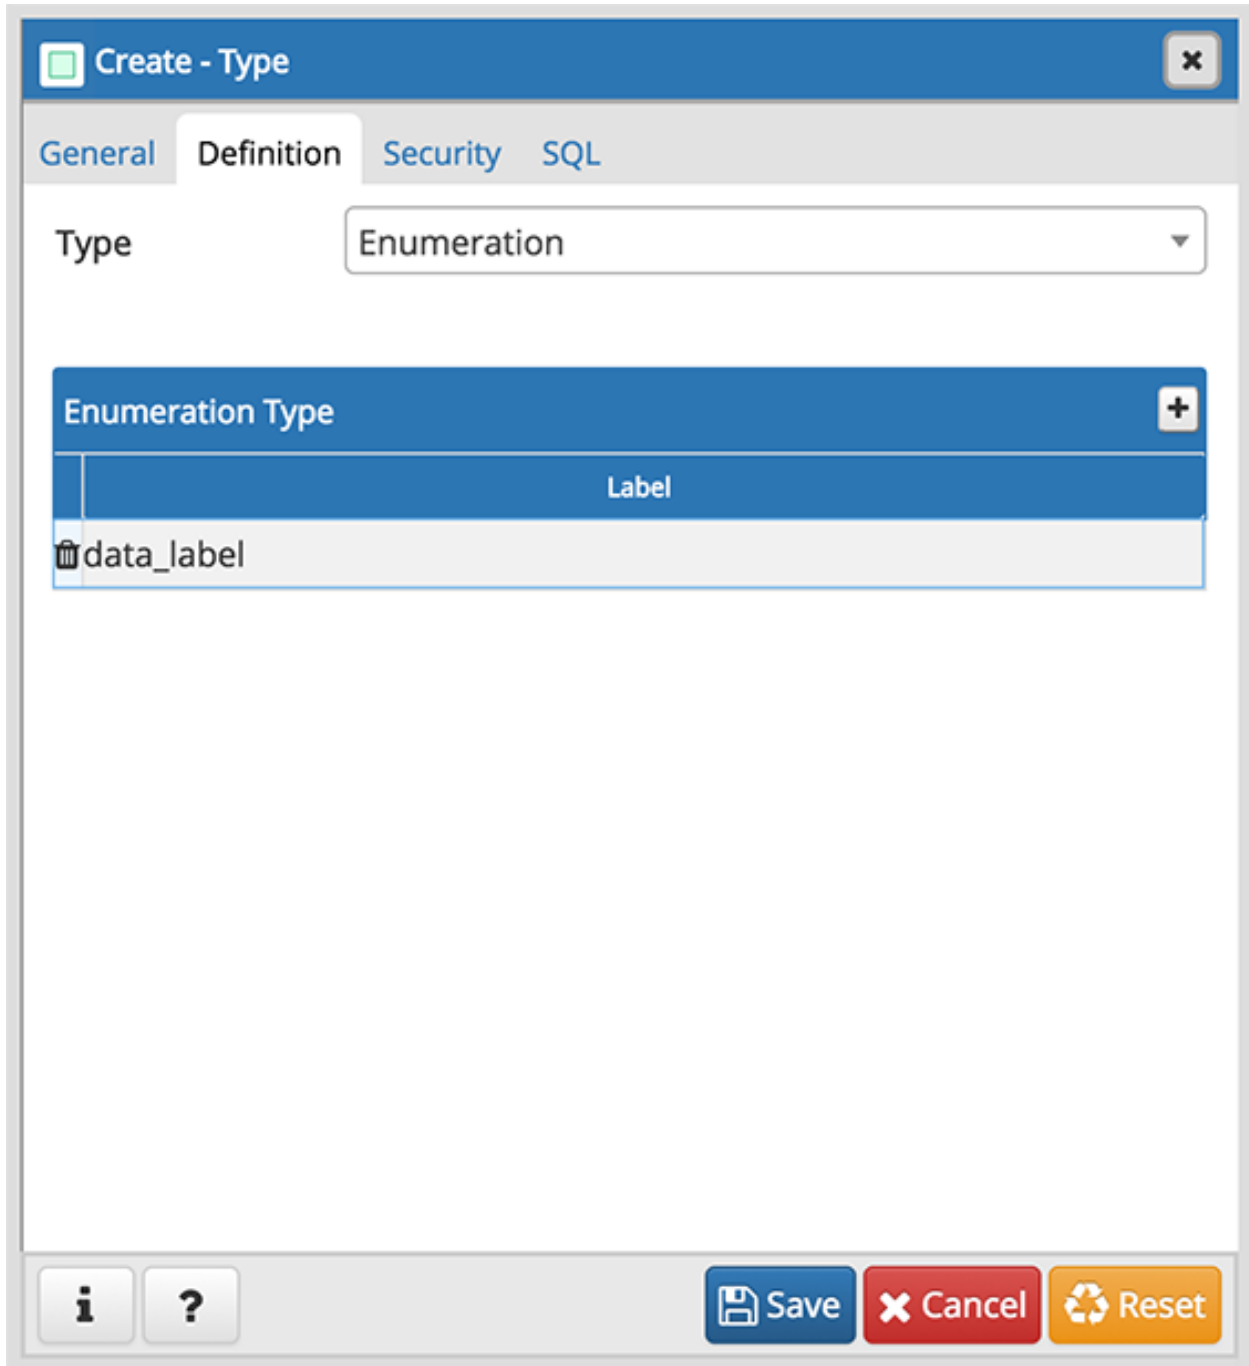 Create - Type
General Definition Security SQL
Type Enumeration
Enumeration Type
Label
data_label
i ? Save Cancel Reset